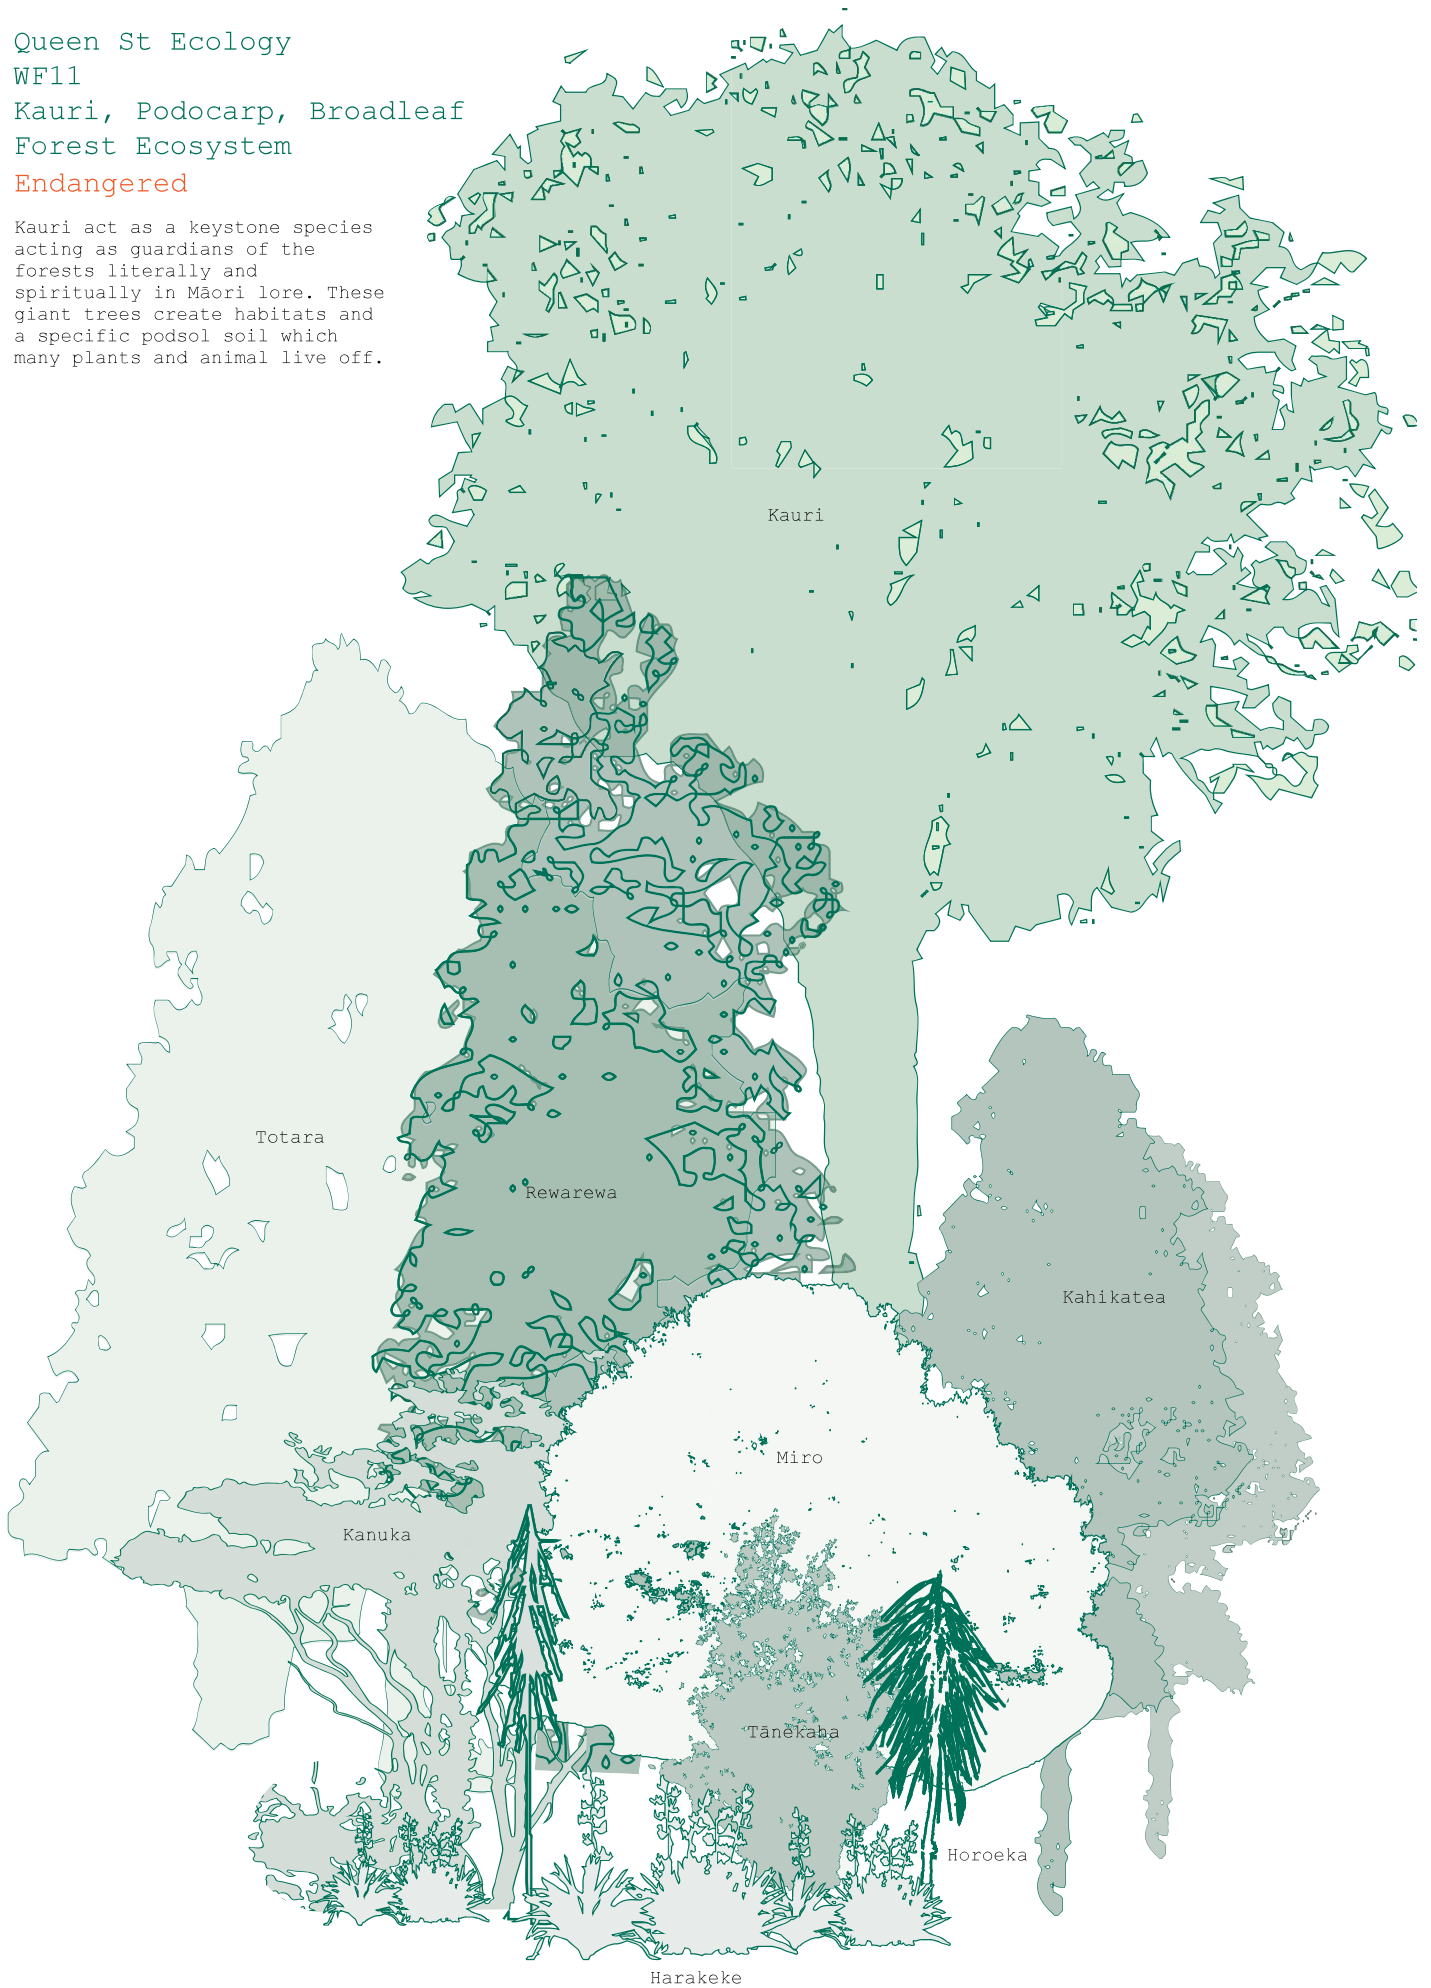 Queen St Ecology
WF11
Kauri, Podocarp, Broadleaf
Forest Ecosystem
Endangered
Kauri act as a keystone species
acting as guardians of the
forests literally and
spiritually in Māori lore. These
giant trees create habitats and
a specific podsol soil which
many plants and animal live off.
Kauri
Totara
Rewarewa
Kahikatea
Miro
Kanuka
Tānekaha
Horoeka
Harakeke